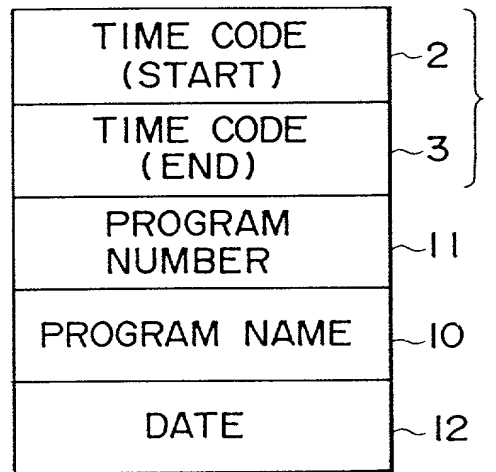 TIME CODE
(START)
2
TIME CODE
(END)
3
PROGRAM
NUMBER
11
PROGRAM NAME
10
DATE
12